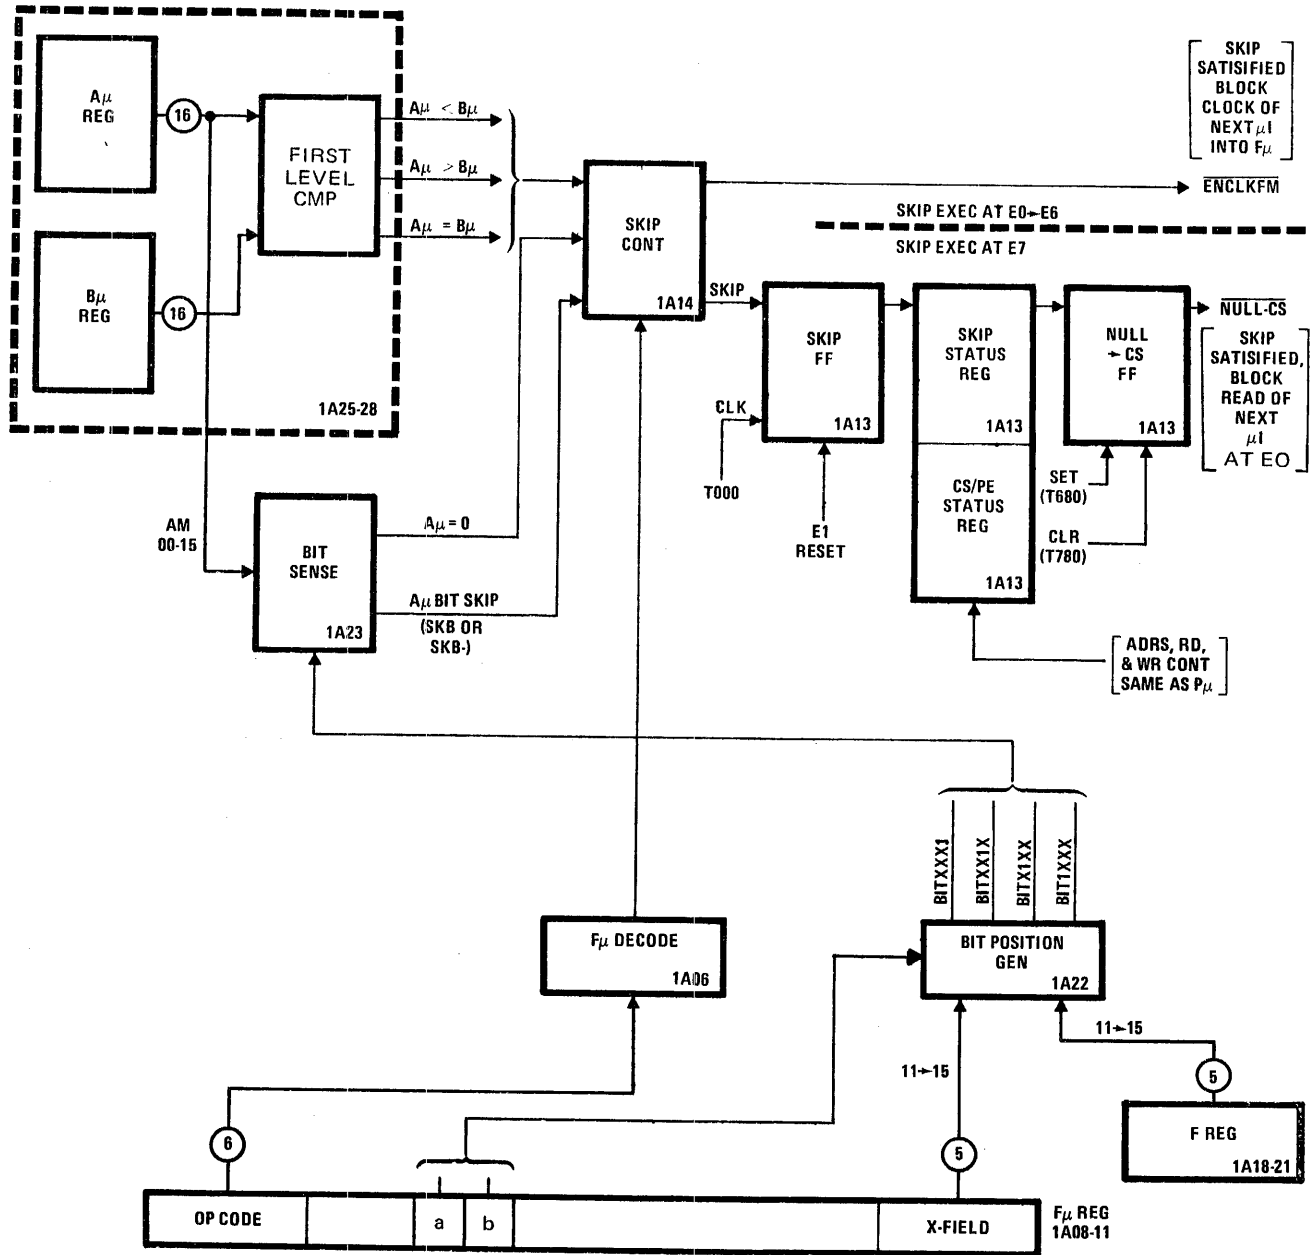 Aμ
REG
16
Bμ
REG
16
FIRST
LEVEL
CMP
Aμ < Bμ
Aμ > Bμ
Aμ = Bμ
1A25-28
SKIP
CONT
1A14
SKIP
SATISIFIED
BLOCK
CLOCK OF
NEXT μI
INTO Fμ
ENCLKFM
SKIP EXEC AT E0→E6
SKIP EXEC AT E7
SKIP
SKIP
FF
1A13
CLK
T000
E1
RESET
SKIP
STATUS
REG
1A13
CS/PE
STATUS
REG
1A13
NULL
→ CS
FF
1A13
SET
(T680)
CLR
(T780)
NULL-CS
SKIP
SATISIFIED,
BLOCK
READ OF
NEXT
μI
AT EO
ADRS, RD,
& WR CONT
SAME AS Pμ
AM
00-15
BIT
SENSE
1A23
Aμ = 0
Aμ BIT SKIP
(SKB OR
SKB-)
BITXXX1
BITXX1X
BITX1XX
BIT1XXX
Fμ DECODE
1A06
BIT POSITION
GEN
1A22
11→15
11→15
5
5
F REG
1A18-21
6
OP CODE
a
b
X-FIELD
Fμ REG
1A08-11